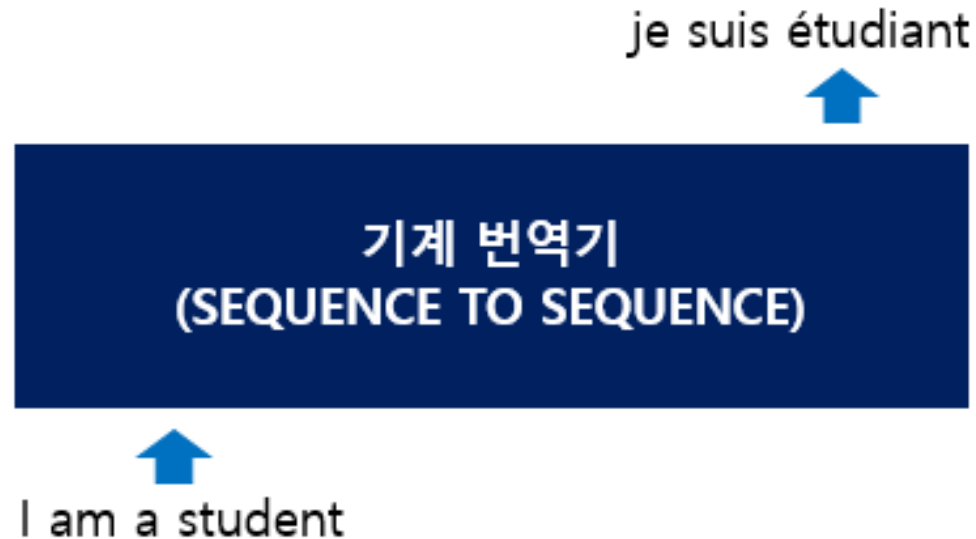 je suis étudiant
기계 번역기
(SEQUENCE TO SEQUENCE)
I am a student